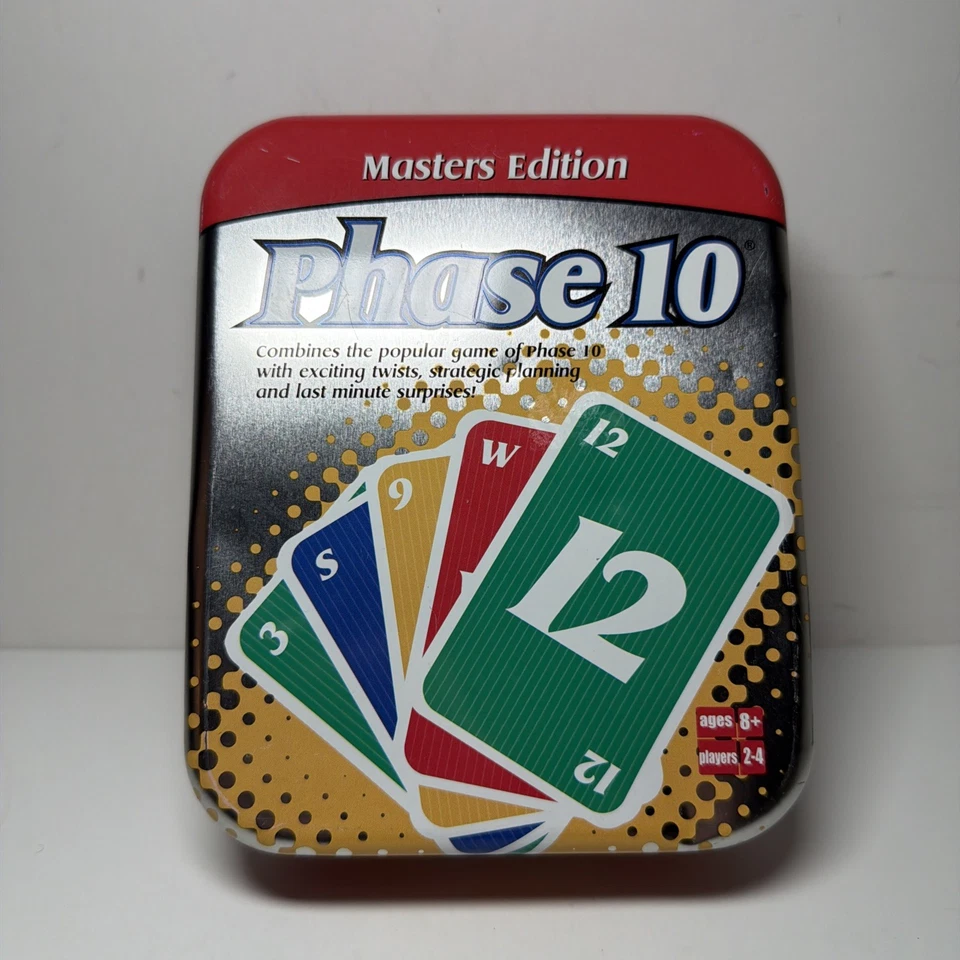 Masters Edition
Phase 10®
Combines the popular game of Phase 10
with exciting twists, strategic planning
and last minute surprises!
12
W
9
S
3
12
12
ages 8+
players 2-4